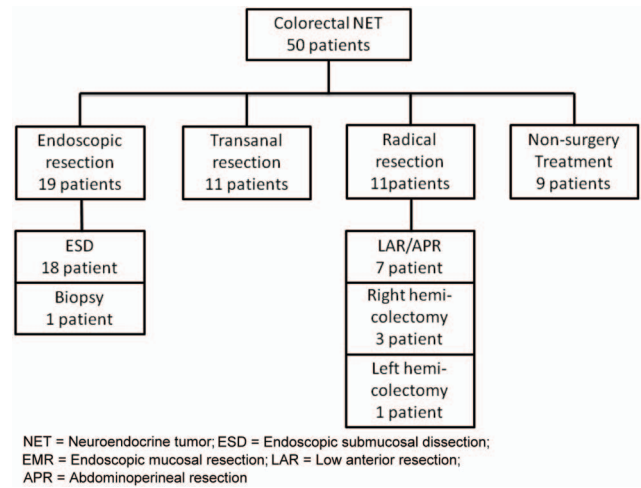 Colorectal NET
50 patients
Endoscopic
resection
19 patients
Transanal
resection
11 patients
Radical
resection
11patients
Non-surgery
Treatment
9 patients
ESD
18 patient
Biopsy
1 patient
LAR/APR
7 patient
Right hemi-
colectomy
3 patient
Left hemi-
colectomy
1 patient
NET = Neuroendocrine tumor; ESD = Endoscopic submucosal dissection;
EMR = Endoscopic mucosal resection; LAR = Low anterior resection;
APR = Abdominoperineal resection